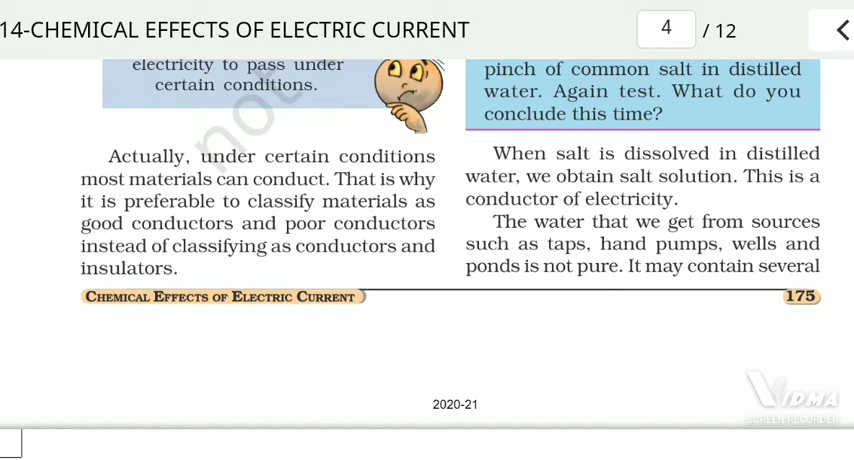 14-CHEMICAL EFFECTS OF ELECTRIC CURRENT
4 / 12
electricity to pass under
certain conditions.
not
Actually, under certain conditions
most materials can conduct. That is why
it is preferable to classify materials as
good conductors and poor conductors
instead of classifying as conductors and
insulators.
pinch of common salt in distilled
water. Again test. What do you
conclude this time?
When salt is dissolved in distilled
water, we obtain salt solution. This is a
conductor of electricity.
The water that we get from sources
such as taps, hand pumps, wells and
ponds is not pure. It may contain several
CHEMICAL EFFECTS OF ELECTRIC CURRENT
175
2020-21
VIDMA
SCREEN RECORDER